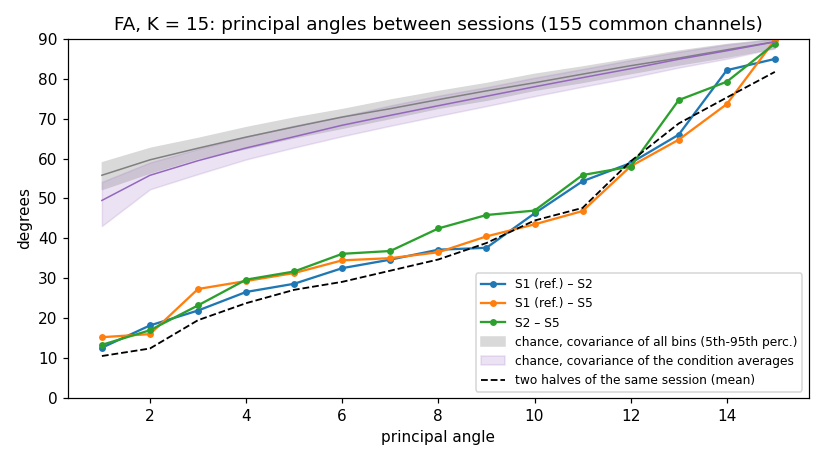 FA, K = 15: principal angles between sessions (155 common channels)
90
80
70
60
50
40
30
20
10
0
degrees
S1 (ref.) – S2
S1 (ref.) – S5
S2 – S5
chance, covariance of all bins (5th-95th perc.)
chance, covariance of the condition averages
two halves of the same session (mean)
2 4 6 8 10 12 14
principal angle